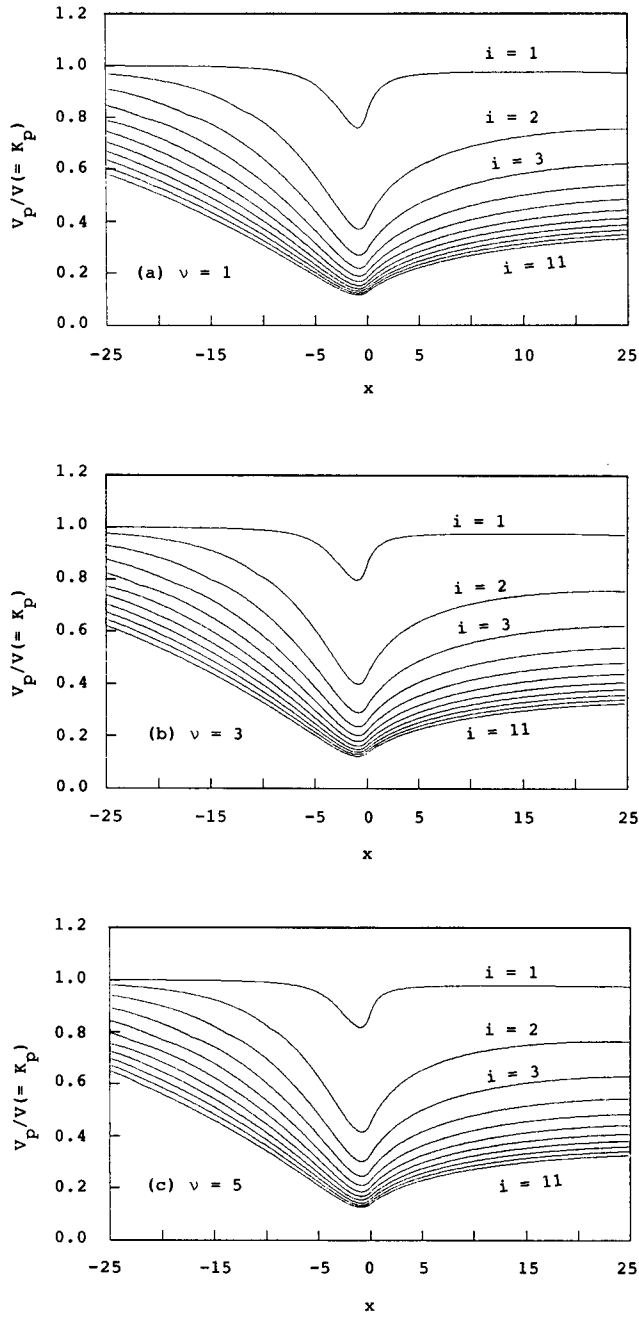 1.2
1.0
0.8
0.6
0.4
0.2
0.0
V_p/V(= K_p)
i = 1
i = 2
i = 3
i = 11
(a) ν = 1
-25 -15 -5 0 5 10 15 25
x
1.2
1.0
0.8
0.6
0.4
0.2
0.0
V_p/V(= K_p)
i = 1
i = 2
i = 3
i = 11
(b) ν = 3
-25 -15 -5 0 5 15 25
x
1.2
1.0
0.8
0.6
0.4
0.2
0.0
V_p/V(= K_p)
i = 1
i = 2
i = 3
i = 11
(c) ν = 5
-25 -15 -5 0 5 15 25
x